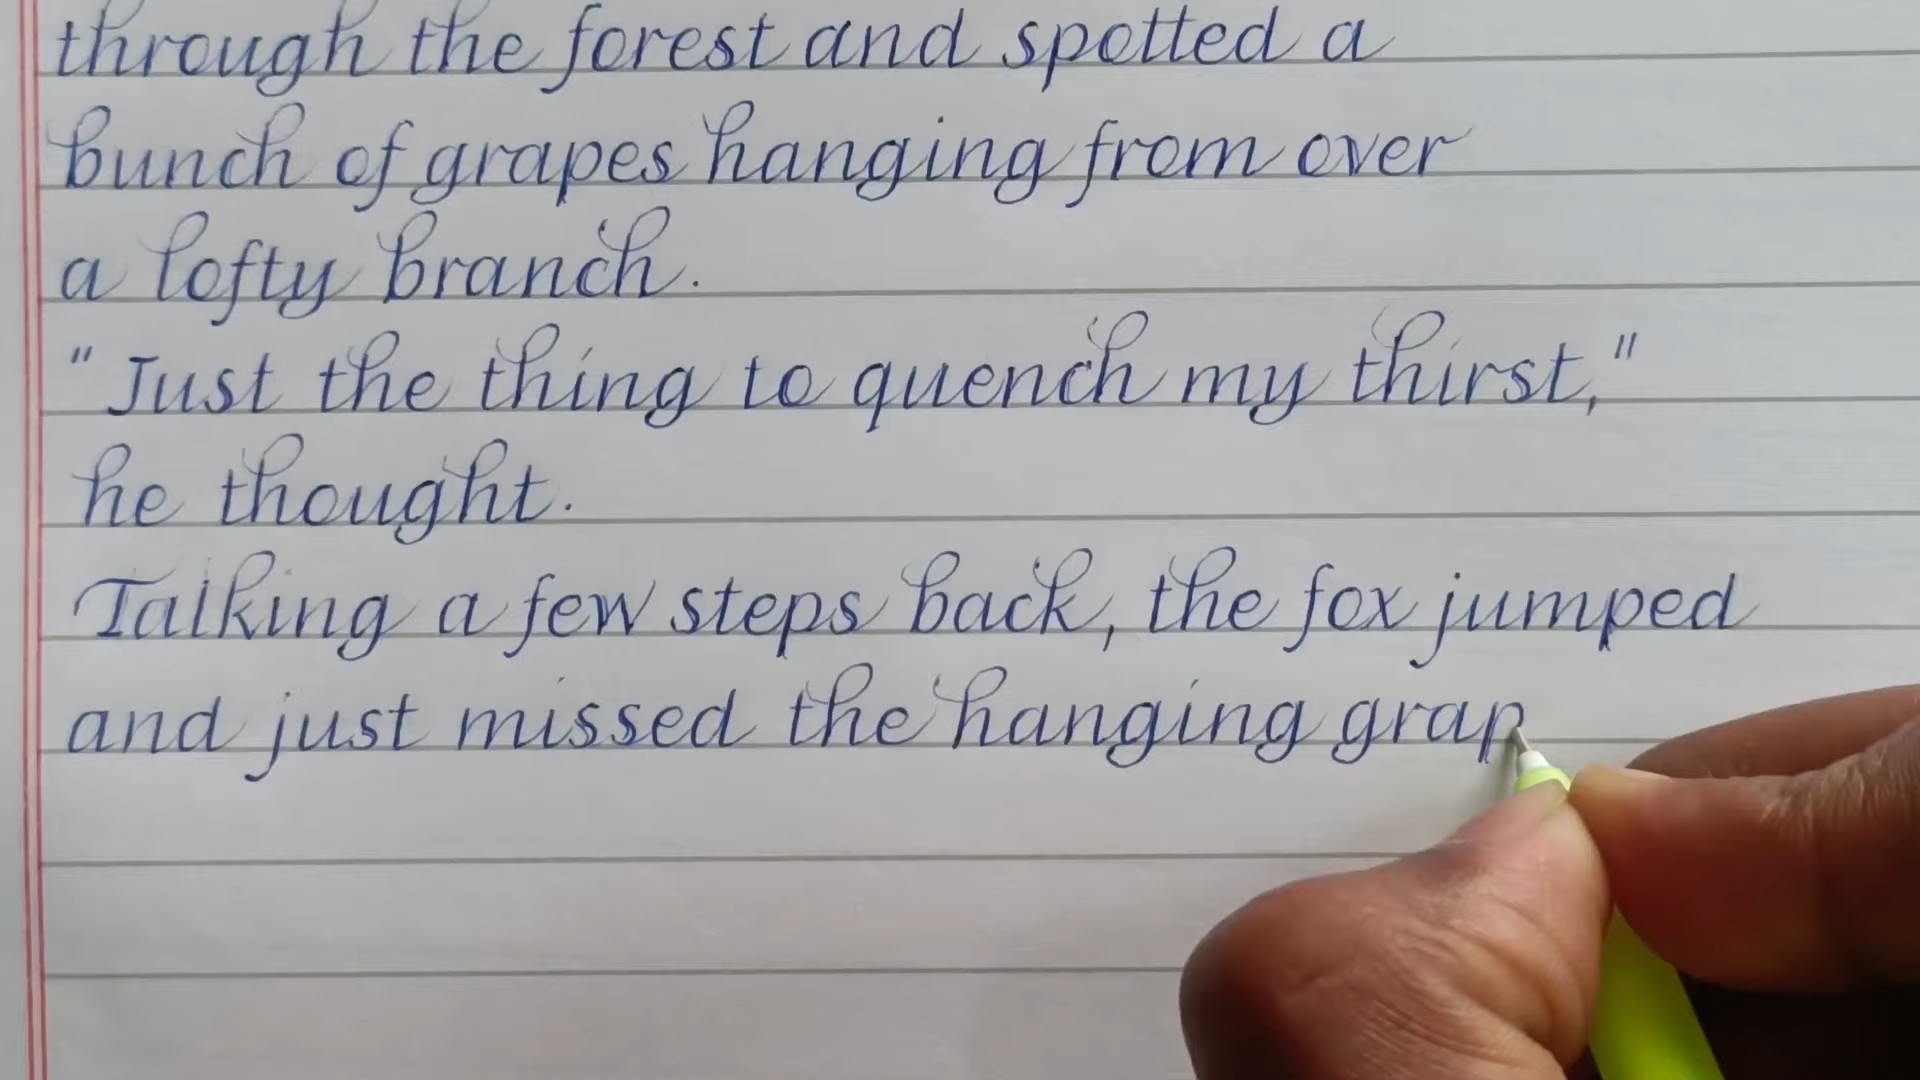 through the forest and spotted a
bunch of grapes hanging from over
a lofty branch.
"Just the thing to quench my thirst,"
he thought.
Talking a few steps back, the fox jumped
and just missed the hanging grap